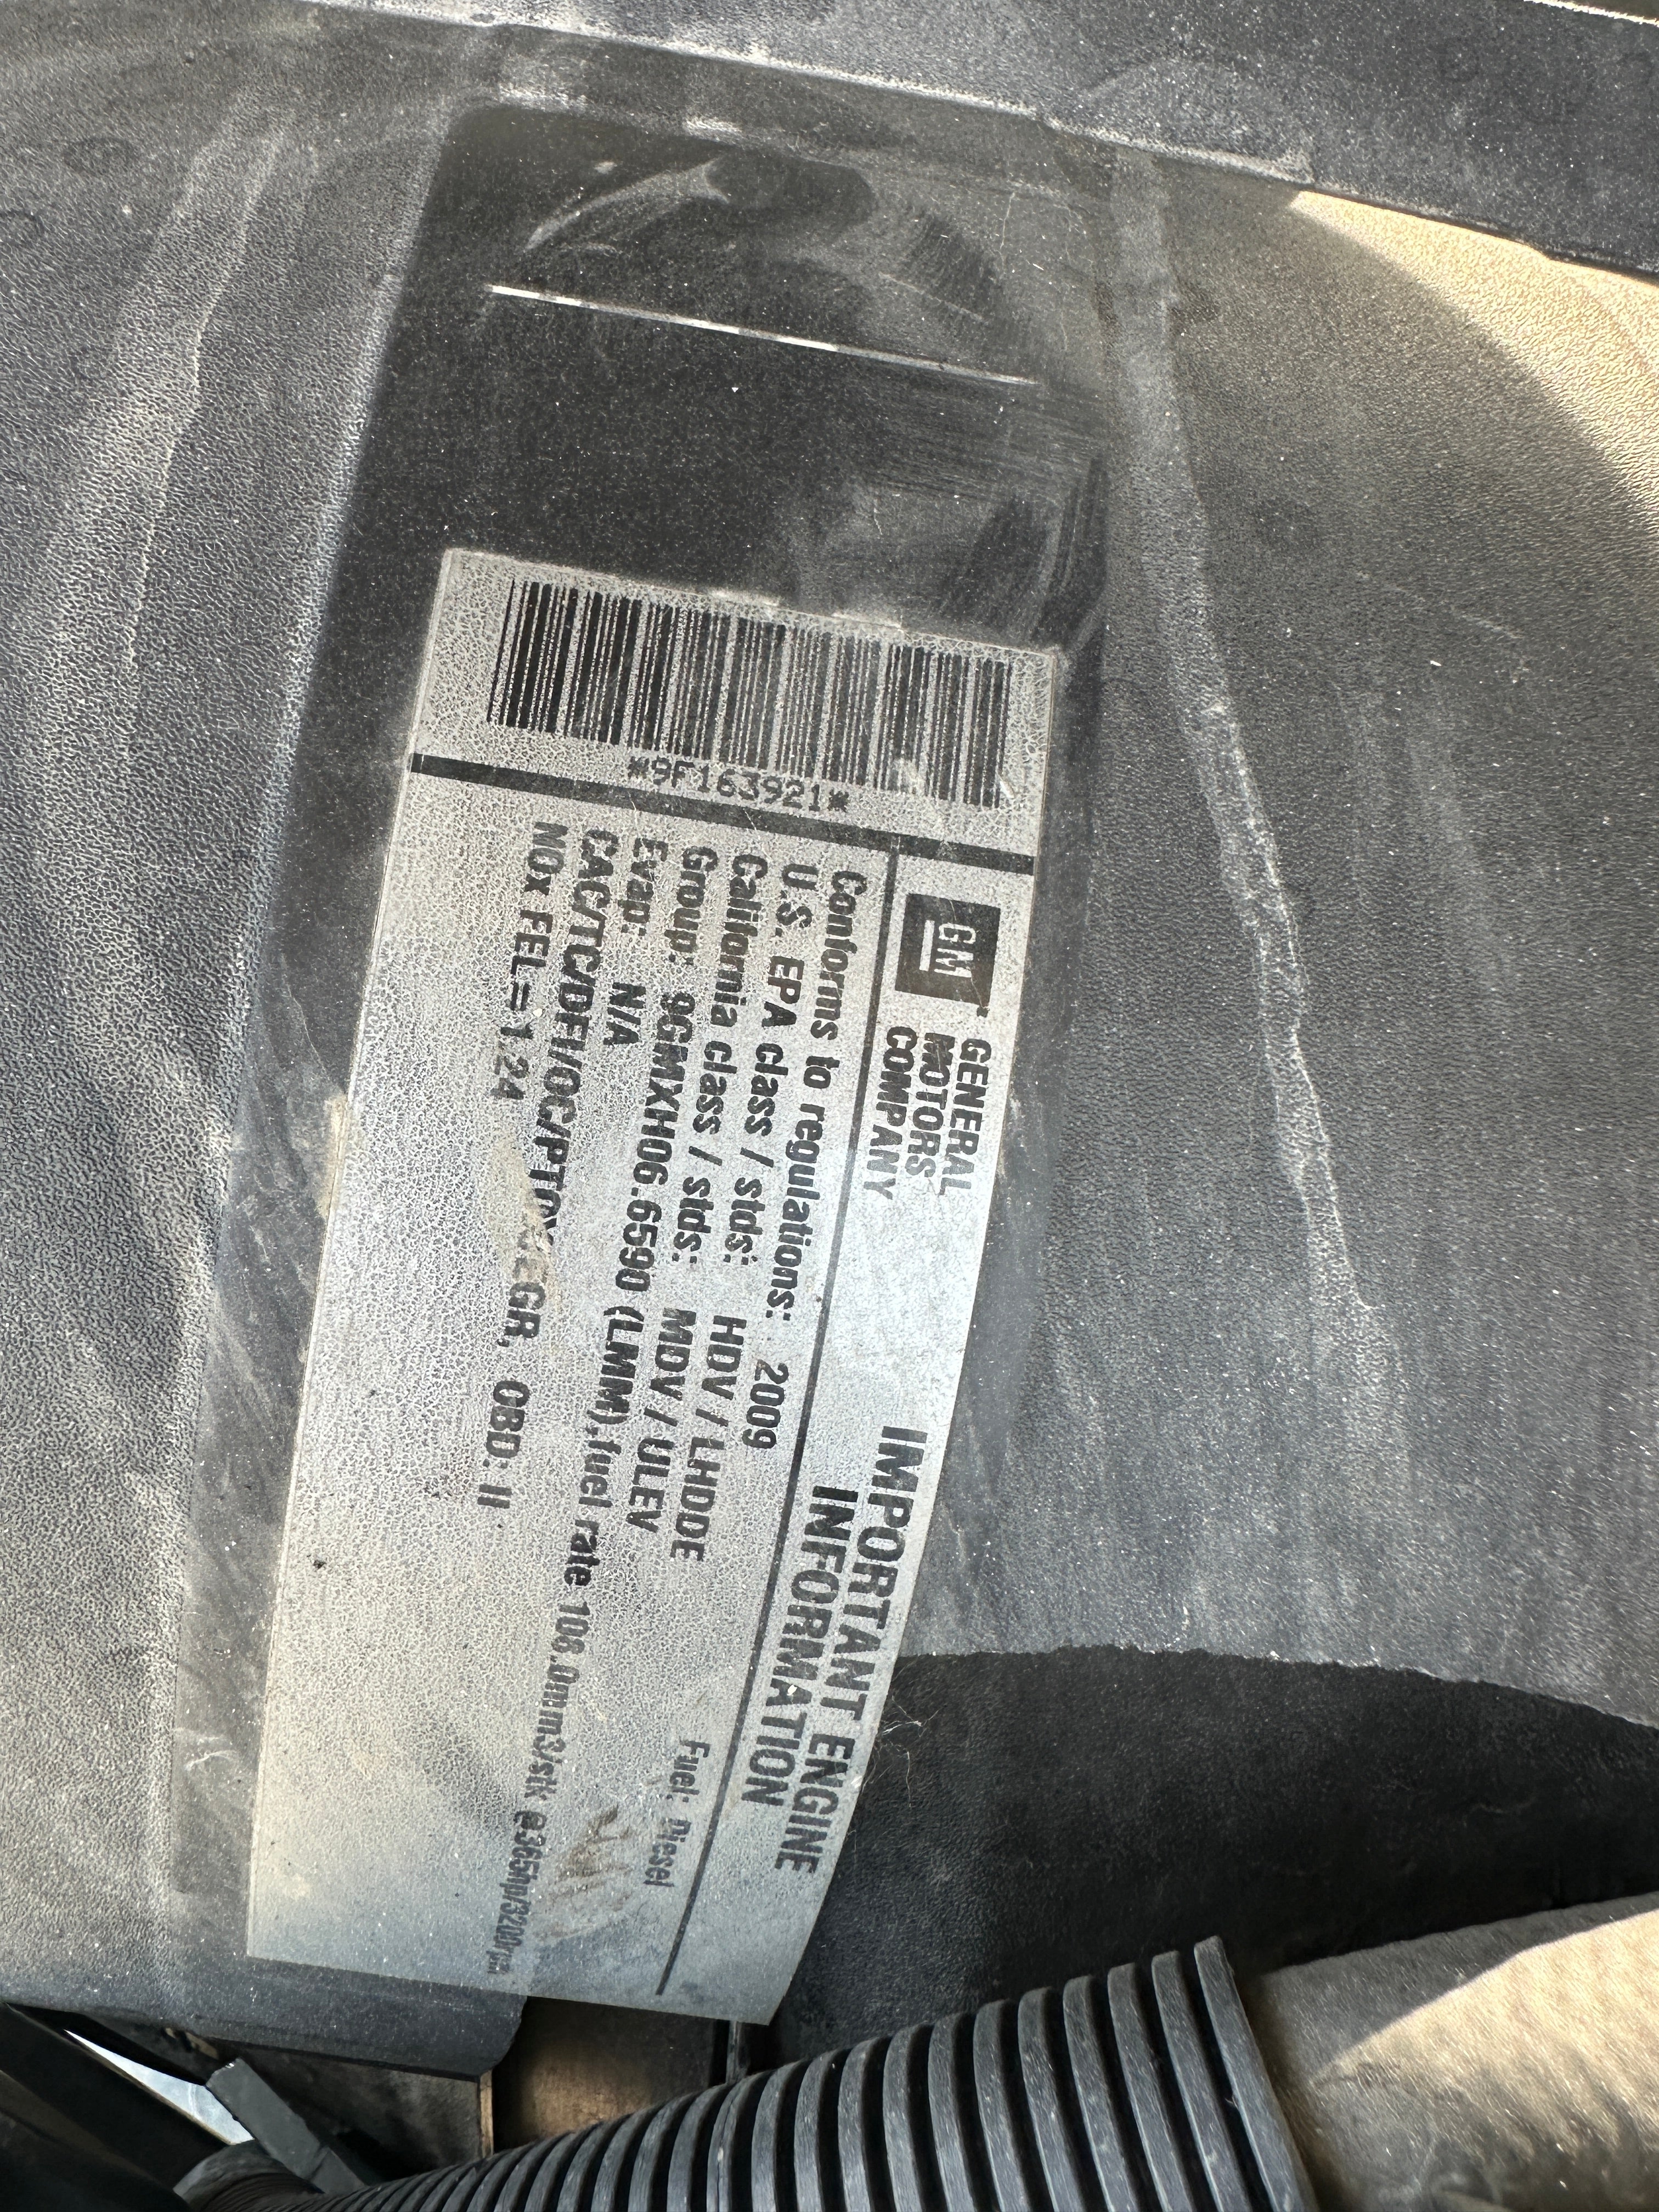 *9F163921*
GM
GENERAL
MOTORS
COMPANY
IMPORTANT ENGINE
INFORMATION
Conforms to regulations: 2009 Fuel: Diesel
U.S. EPA class / stds: HDV / LHDDE
California class / stds: MDV / ULEV
Group: 9GMXH06.6590 (LMM),fuel rate 108.0mm3/stk @365hp/3200rpm
Evap: N/A
CAC/TC/DFI/OC/PTOX EGR, OBD: II
NOx FEL=1.24